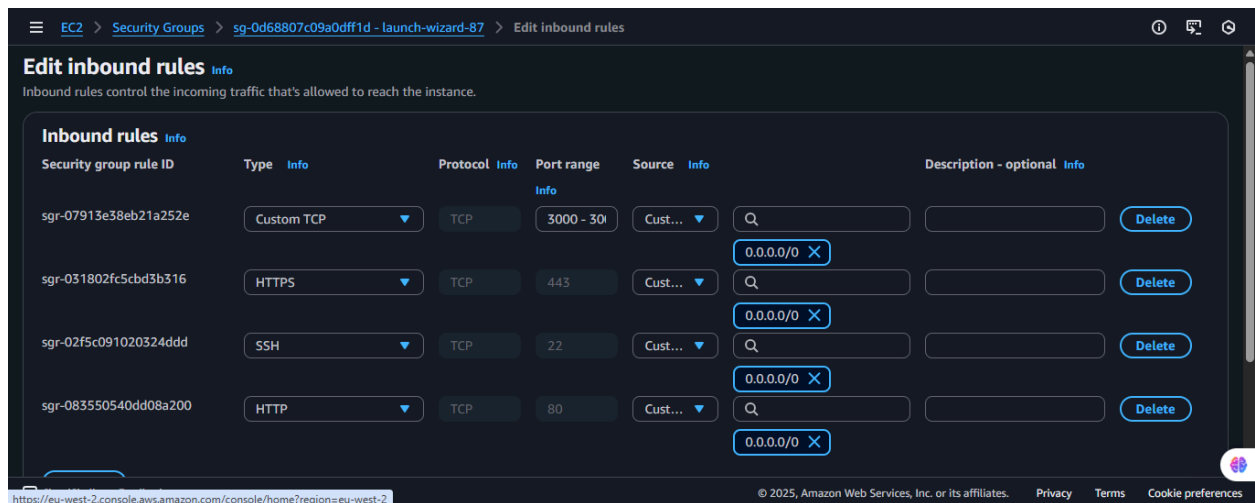 EC2 > Security Groups > sg-0d68807c09a0dff1d - launch-wizard-87 > Edit inbound rules
Edit inbound rules Info
Inbound rules control the incoming traffic that's allowed to reach the instance.
Inbound rules Info
Security group rule ID Type Info Protocol Info Port range Info Source Info Description - optional Info
sgr-07913e38eb21a252e Custom TCP TCP 3000 - 30 Cust... Delete
0.0.0.0/0
sgr-031802fc5cbd3b316 HTTPS TCP 443 Cust... Delete
0.0.0.0/0
sgr-02f5c091020324ddd SSH TCP 22 Cust... Delete
0.0.0.0/0
sgr-083550540dd08a200 HTTP TCP 80 Cust... Delete
0.0.0.0/0
https://eu-west-2.console.aws.amazon.com/console/home?region=eu-west-2 © 2025, Amazon Web Services, Inc. or its affiliates. Privacy Terms Cookie preferences